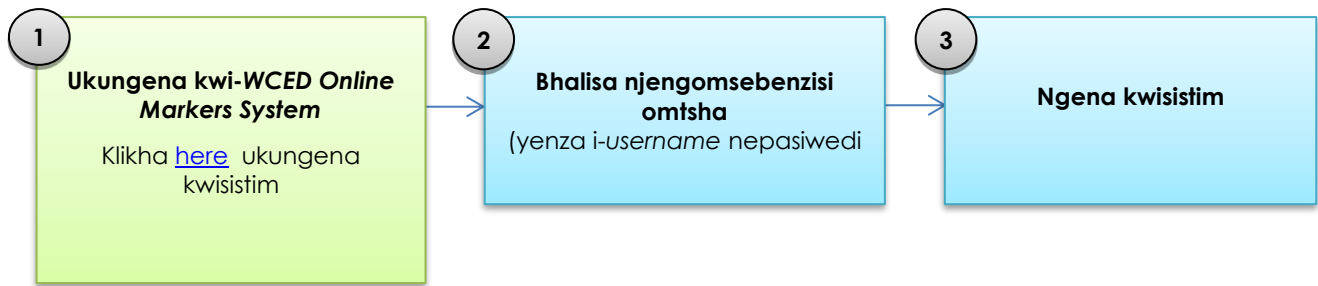 1
Ukungena kwi-WCED Online
Markers System
Klikha here ukungena
kwisistim
2
Bhalisa njengomsebenzisi
omtsha
(yenza i-username nepasiwedi
3
Ngena kwisistim